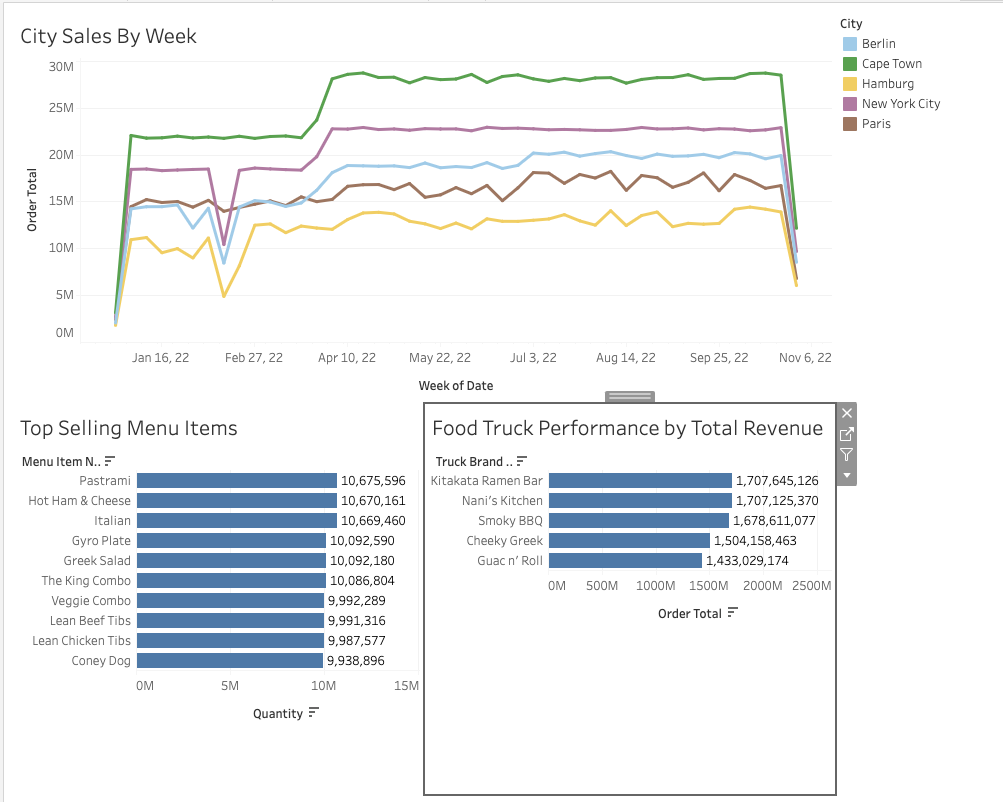 City Sales By Week
City
Berlin
Cape Town
Hamburg
New York City
Paris
30M
25M
20M
15M
10M
5M
0M
Order Total
Jan 16, 22 Feb 27, 22 Apr 10, 22 May 22, 22 Jul 3, 22 Aug 14, 22 Sep 25, 22 Nov 6, 22
Week of Date
Top Selling Menu Items
Menu Item N..
Pastrami 10,675,596
Hot Ham & Cheese 10,670,161
Italian 10,669,460
Gyro Plate 10,092,590
Greek Salad 10,092,180
The King Combo 10,086,804
Veggie Combo 9,992,289
Lean Beef Tibs 9,991,316
Lean Chicken Tibs 9,987,577
Coney Dog 9,938,896
0M 5M 10M 15M
Quantity
Food Truck Performance by Total Revenue
Truck Brand ..
Kitakata Ramen Bar 1,707,645,126
Nani's Kitchen 1,707,125,370
Smoky BBQ 1,678,611,077
Cheeky Greek 1,504,158,463
Guac n' Roll 1,433,029,174
0M 500M 1000M 1500M 2000M 2500M
Order Total